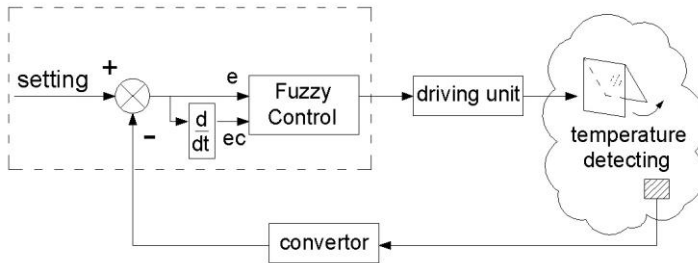 setting
+
-
e
d
dt
ec
Fuzzy
Control
driving unit
temperature
detecting
convertor